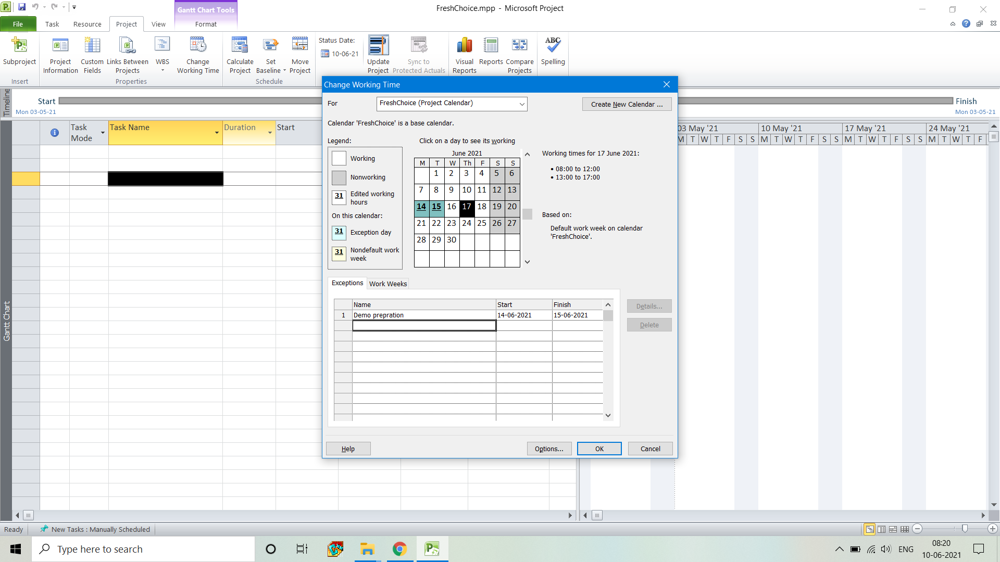 FreshChoice.mpp - Microsoft Project
Gantt Chart Tools
File Task Resource Project View Format
Subproject
Project Information
Custom Fields
Links Between Projects
WBS
Change Working Time
Calculate Project
Set Baseline
Move Project
Status Date:
10-06-21
Update Project
Sync to Protected Actuals
Visual Reports
Reports
Compare Projects
ABC
Spelling
Insert
Properties
Schedule
Timeline
Start
Mon 03-05-21
Finish
Mon 03-05-21
Task Mode
Task Name
Duration
Start
03 May '21 10 May '21 17 May '21 24 May '21
M T W T F S S M T W T F S S M T W T F S S M T W T F
Gantt Chart
Change Working Time
For FreshChoice (Project Calendar) Create New Calendar ...
Calendar 'FreshChoice' is a base calendar.
Legend:
Working
Nonworking
31 Edited working hours
On this calendar:
31 Exception day
31 Nondefault work week
Click on a day to see its working
June 2021
M T W Th F S S
1 2 3 4 5 6
7 8 9 10 11 12 13
14 15 16 17 18 19 20
21 22 23 24 25 26 27
28 29 30
Working times for 17 June 2021:
• 08:00 to 12:00
• 13:00 to 17:00
Based on:
Default work week on calendar
'FreshChoice'.
Exceptions Work Weeks
Name Start Finish
1 Demo prepration 14-06-2021 15-06-2021
Details...
Delete
Help Options... OK Cancel
Ready New Tasks : Manually Scheduled
Type here to search
ENG
08:20
10-06-2021